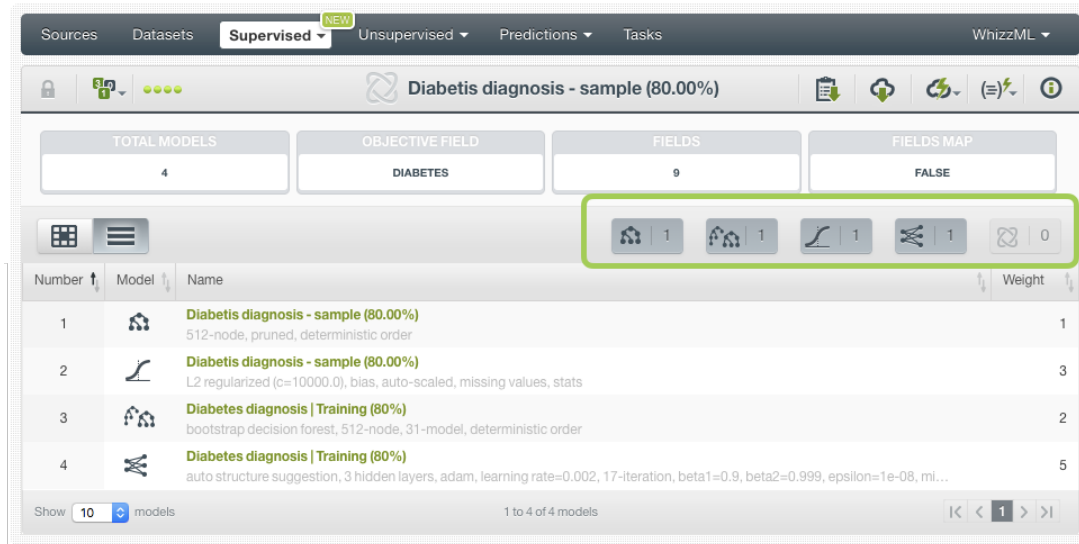 NEW
Sources Datasets Supervised Unsupervised Predictions Tasks WhizzML
Diabetis diagnosis - sample (80.00%)
TOTAL MODELS OBJECTIVE FIELD FIELDS FIELDS MAP
4 DIABETES 9 FALSE
1 1 1 1 0
Number Model Name Weight
1 Diabetis diagnosis - sample (80.00%) 1
512-node, pruned, deterministic order
2 Diabetis diagnosis - sample (80.00%) 3
L2 regularized (c=10000.0), bias, auto-scaled, missing values, stats
3 Diabetes diagnosis | Training (80%) 2
bootstrap decision forest, 512-node, 31-model, deterministic order
4 Diabetes diagnosis | Training (80%) 5
auto structure suggestion, 3 hidden layers, adam, learning rate=0.002, 17-iteration, beta1=0.9, beta2=0.999, epsilon=1e-08, mi...
Show 10 models 1 to 4 of 4 models 1